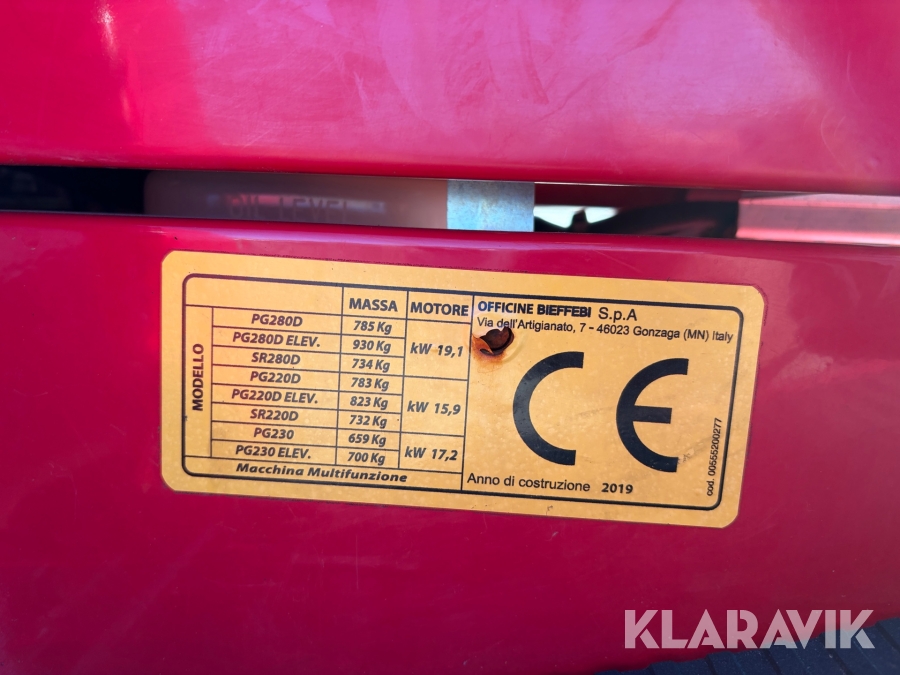 OIL LEVEL
MASSA MOTORE
MODELLO
PG280D 785 Kg
PG280D ELEV. 930 Kg kW 19,1
SR280D 734 Kg
PG220D 783 Kg
PG220D ELEV. 823 Kg kW 15,9
SR220D 732 Kg
PG230 659 Kg
PG230 ELEV. 700 Kg kW 17,2
Macchina Multifunzione
OFFICINE BIEFFEBI S.p.A
Via dell'Artigianato, 7 - 46023 Gonzaga (MN) Italy
CE
Anno di costruzione 2019
cod. 00555200277
KLARAVIK